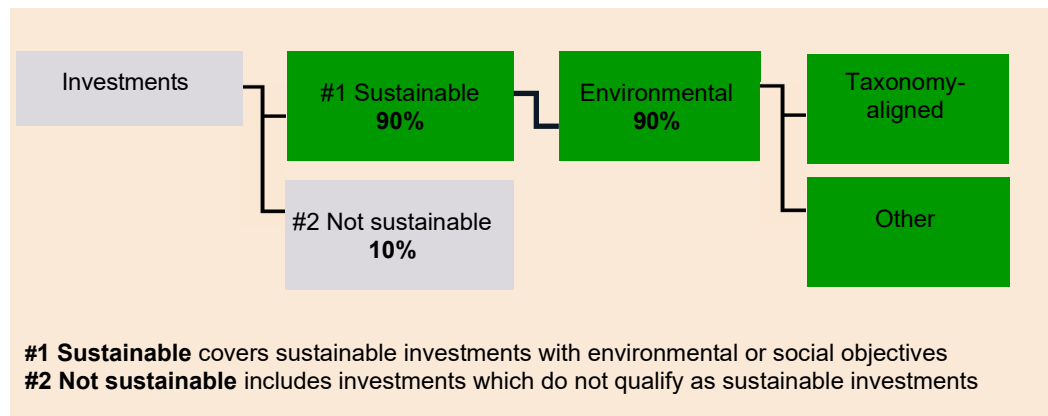 Investments
#1 Sustainable
90%
Environmental
90%
Taxonomy-
aligned
#2 Not sustainable
10%
Other
#1 Sustainable covers sustainable investments with environmental or social objectives
#2 Not sustainable includes investments which do not qualify as sustainable investments